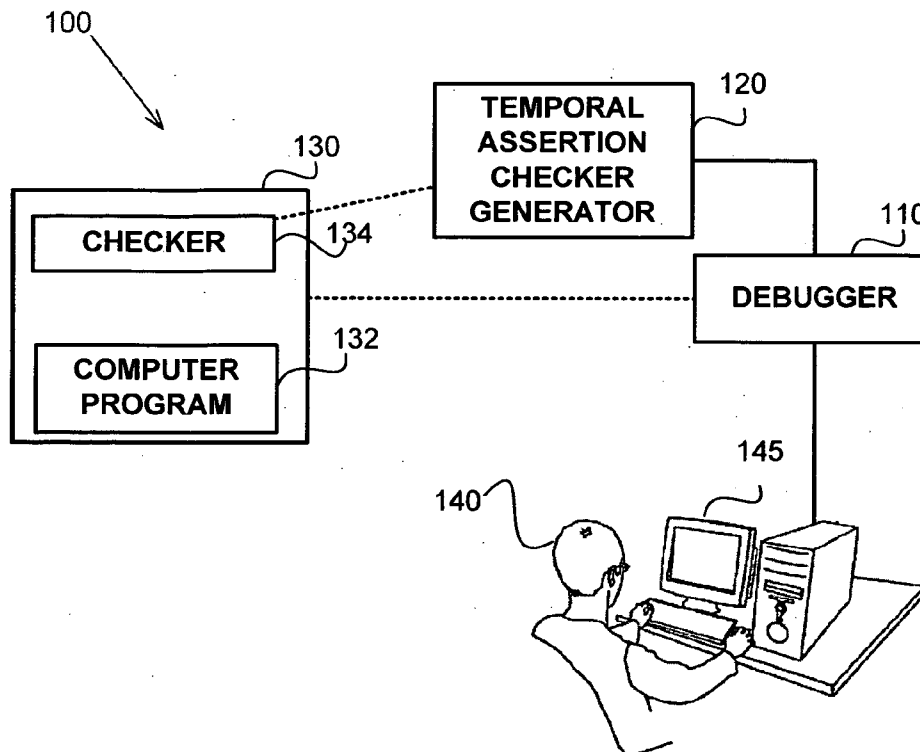 100
120
TEMPORAL
ASSERTION
CHECKER
GENERATOR
130
110
CHECKER
134
DEBUGGER
132
COMPUTER
PROGRAM
145
140